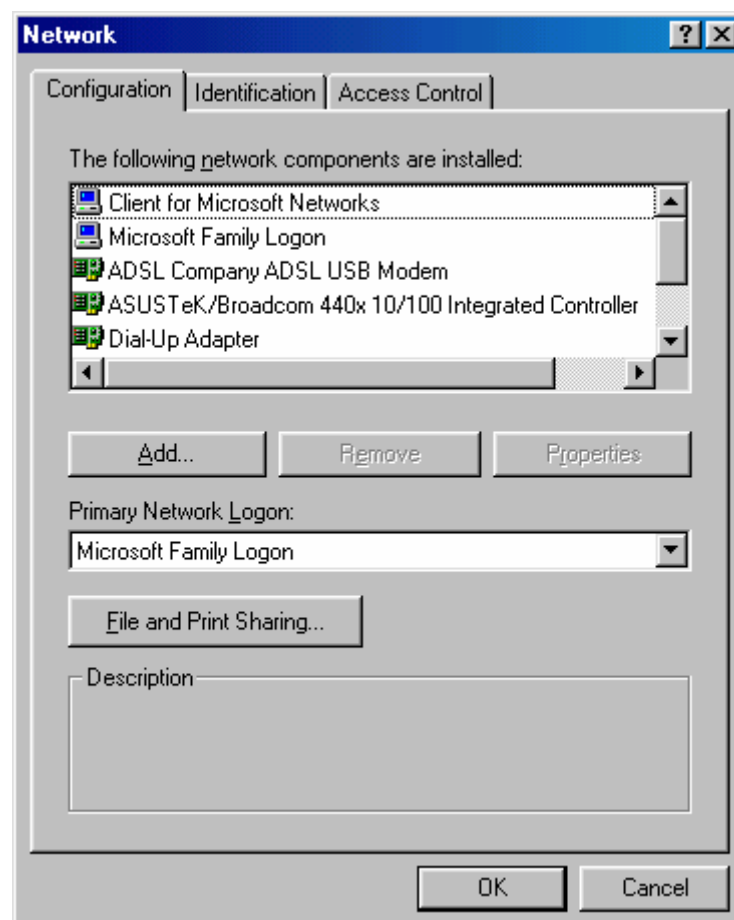 Network
Configuration Identification Access Control
The following network components are installed:
Client for Microsoft Networks
Microsoft Family Logon
ADSL Company ADSL USB Modem
ASUSTeK/Broadcom 440x 10/100 Integrated Controller
Dial-Up Adapter
Add... Remove Properties
Primary Network Logon:
Microsoft Family Logon
File and Print Sharing...
Description
OK Cancel